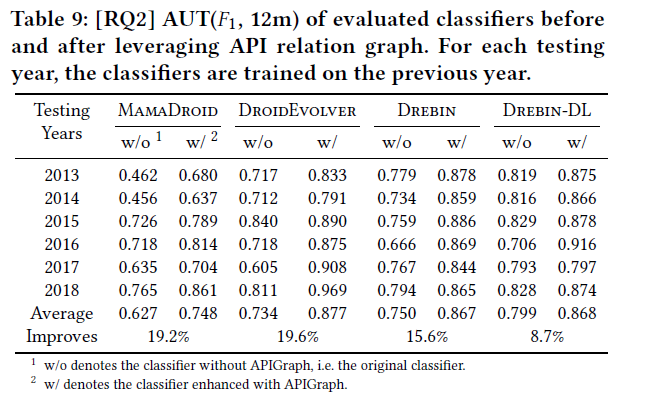 Table 9: [RQ2] AUT(F1, 12m) of evaluated classifiers before
and after leveraging API relation graph. For each testing
year, the classifiers are trained on the previous year.
Testing Years MamaDroid DroidEvolver Drebin Drebin-DL
w/o 1 w/ 2 w/o w/ w/o w/ w/o w/
2013 0.462 0.680 0.717 0.833 0.779 0.878 0.819 0.875
2014 0.456 0.637 0.712 0.791 0.734 0.859 0.816 0.866
2015 0.726 0.789 0.840 0.890 0.759 0.886 0.829 0.878
2016 0.718 0.814 0.718 0.875 0.666 0.869 0.706 0.916
2017 0.635 0.704 0.605 0.908 0.767 0.844 0.793 0.797
2018 0.765 0.861 0.811 0.969 0.794 0.865 0.828 0.874
Average 0.627 0.748 0.734 0.877 0.750 0.867 0.799 0.868
Improves 19.2% 19.6% 15.6% 8.7%
1 w/o denotes the classifier without APIGraph, i.e. the original classifier.
2 w/ denotes the classifier enhanced with APIGraph.